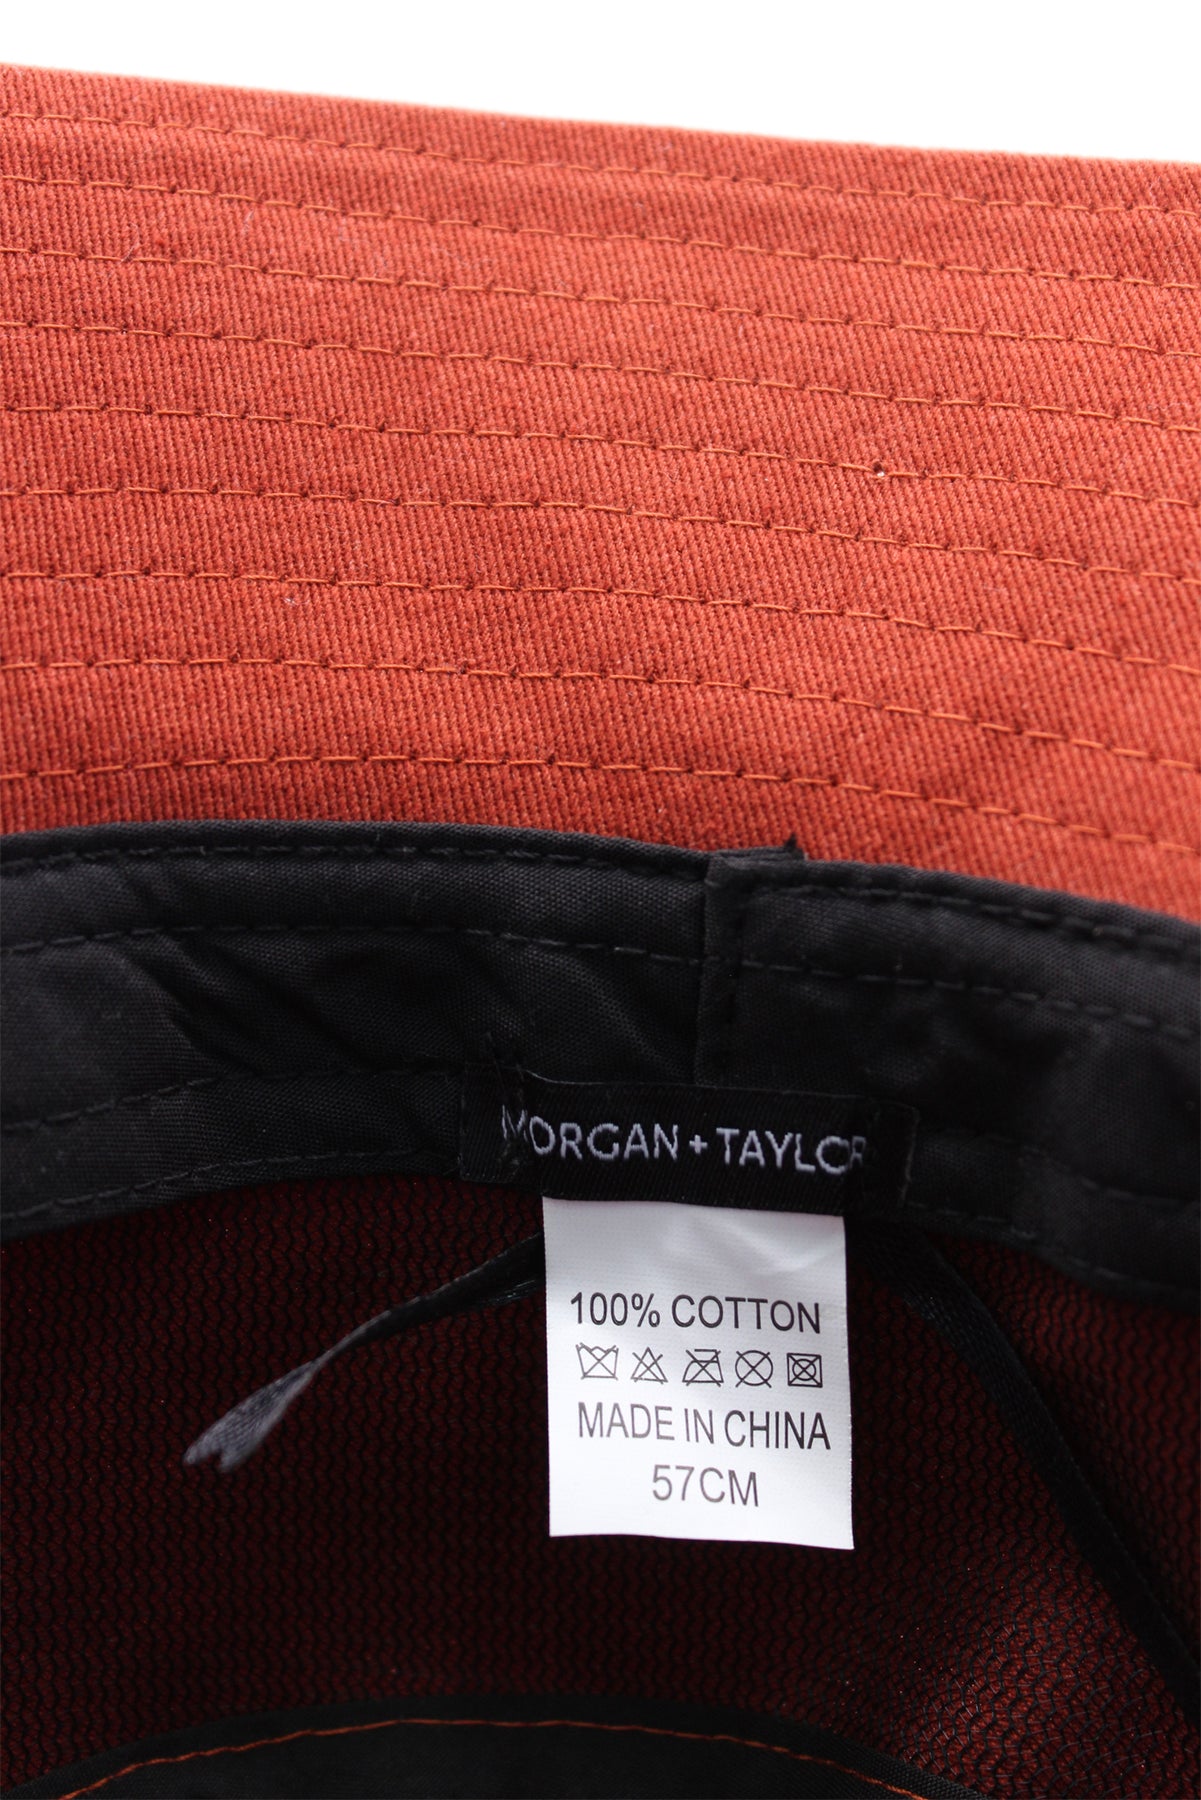 MORGAN + TAYLOR
100% COTTON
MADE IN CHINA
57CM